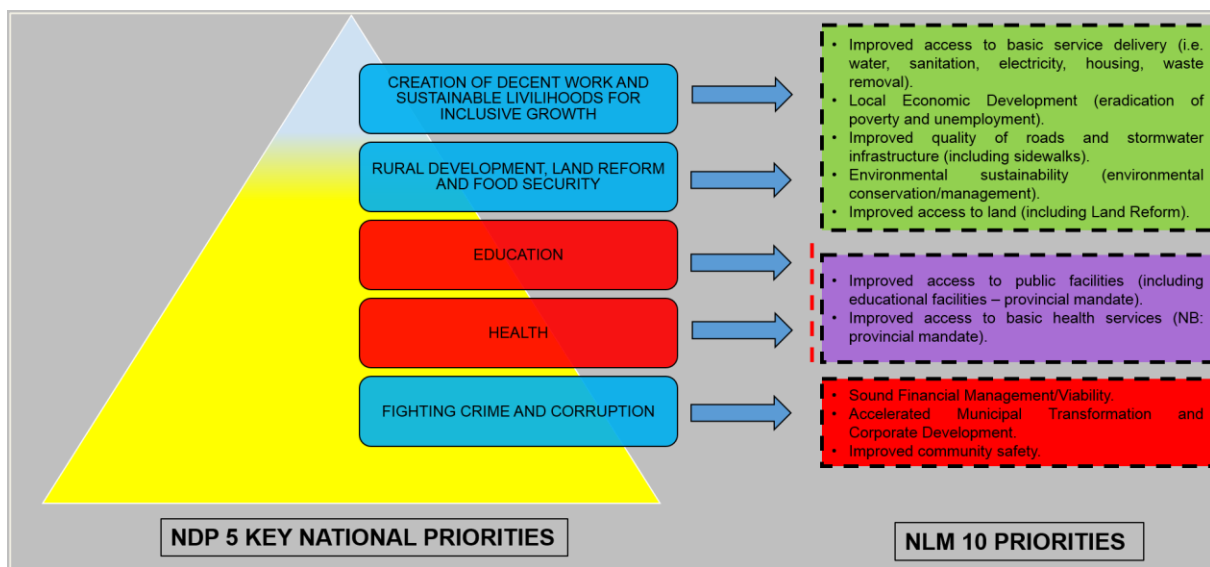 CREATION OF DECENT WORK AND
SUSTAINABLE LIVILIHOODS FOR
INCLUSIVE GROWTH
RURAL DEVELOPMENT, LAND REFORM
AND FOOD SECURITY
EDUCATION
HEALTH
FIGHTING CRIME AND CORRUPTION
NDP 5 KEY NATIONAL PRIORITIES
• Improved access to basic service delivery (i.e.
water, sanitation, electricity, housing, waste
removal).
• Local Economic Development (eradication of
poverty and unemployment).
• Improved quality of roads and stormwater
infrastructure (including sidewalks).
• Environmental sustainability (environmental
conservation/management).
• Improved access to land (including Land Reform).
• Improved access to public facilities (including
educational facilities – provincial mandate).
• Improved access to basic health services (NB:
provincial mandate).
• Sound Financial Management/Viability.
• Accelerated Municipal Transformation and
Corporate Development.
• Improved community safety.
NLM 10 PRIORITIES